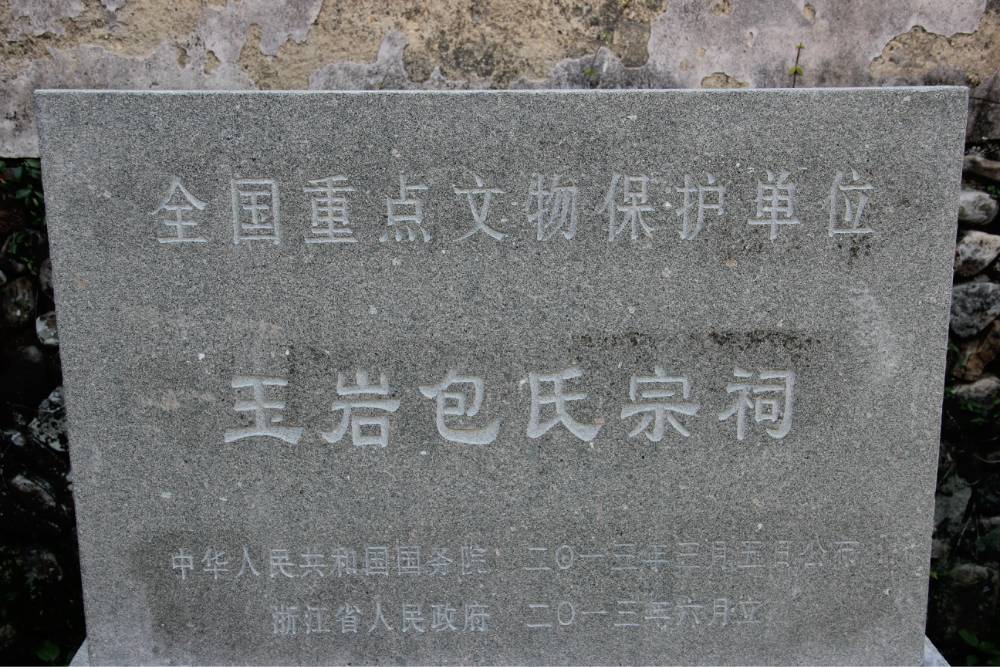 全国重点文物保护单位
玉岩包氏宗祠
中华人民共和国国务院 二〇一三年三月五日公布
浙江省人民政府 二〇一三年六月立